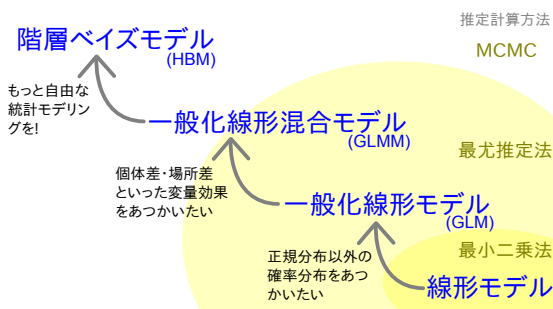 推定計算方法
階層ベイズモデル
(HBM)
MCMC
もっと自由な
統計モデリン
グを!
一般化線形混合モデル
(GLMM)
最尤推定法
個体差・場所差
といった変量効果
をあつかいたい
一般化線形モデル
(GLM)
最小二乗法
正規分布以外の
確率分布をあつ
かいたい
線形モデル